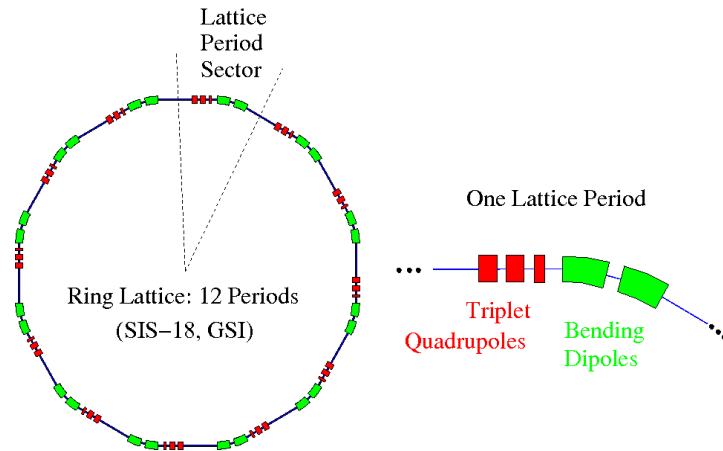 Lattice
Period
Sector
One Lattice Period
Ring Lattice: 12 Periods
(SIS−18, GSI)
Triplet
Quadrupoles
Bending
Dipoles